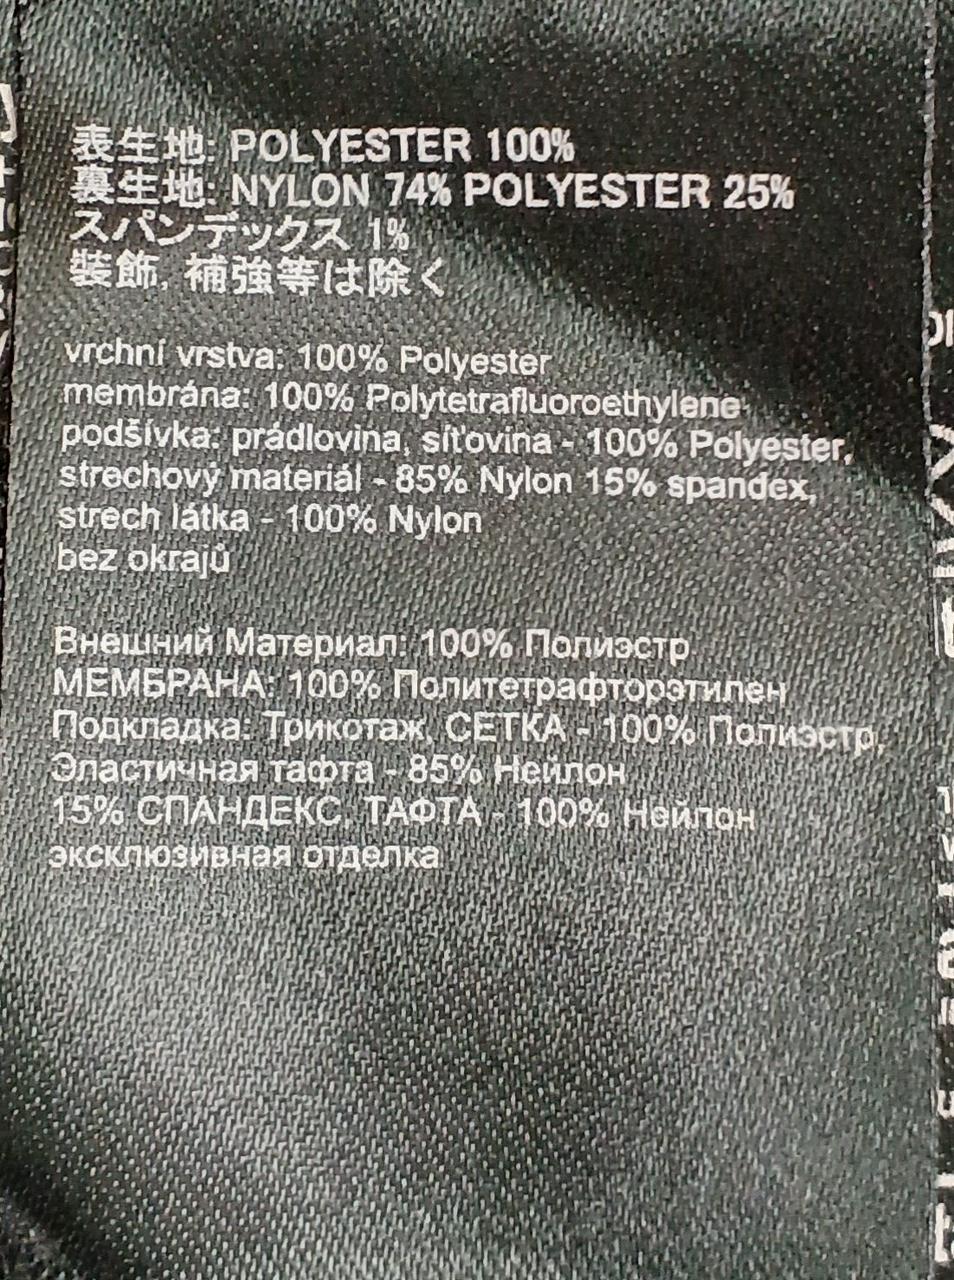 表生地: POLYESTER 100%
裏生地: NYLON 74% POLYESTER 25%
スパンデックス 1%
装飾, 補強等は除く
vrchní vrstva: 100% Polyester
membrána: 100% Polytetrafluoroethylene
podšívka: prádlovina, síťovina - 100% Polyester,
strechový materiál - 85% Nylon 15% spandex,
strech látka - 100% Nylon
bez okrajů
Внешний Материал: 100% Полиэстр
МЕМБРАНА: 100% Политетрафторэтилен
Подкладка: Трикотаж, СЕТКА - 100% Полиэстр,
Эластичная тафта - 85% Нейлон
15% СПАНДЕКС, ТАФТА - 100% Нейлон
эксклюзивная отделка